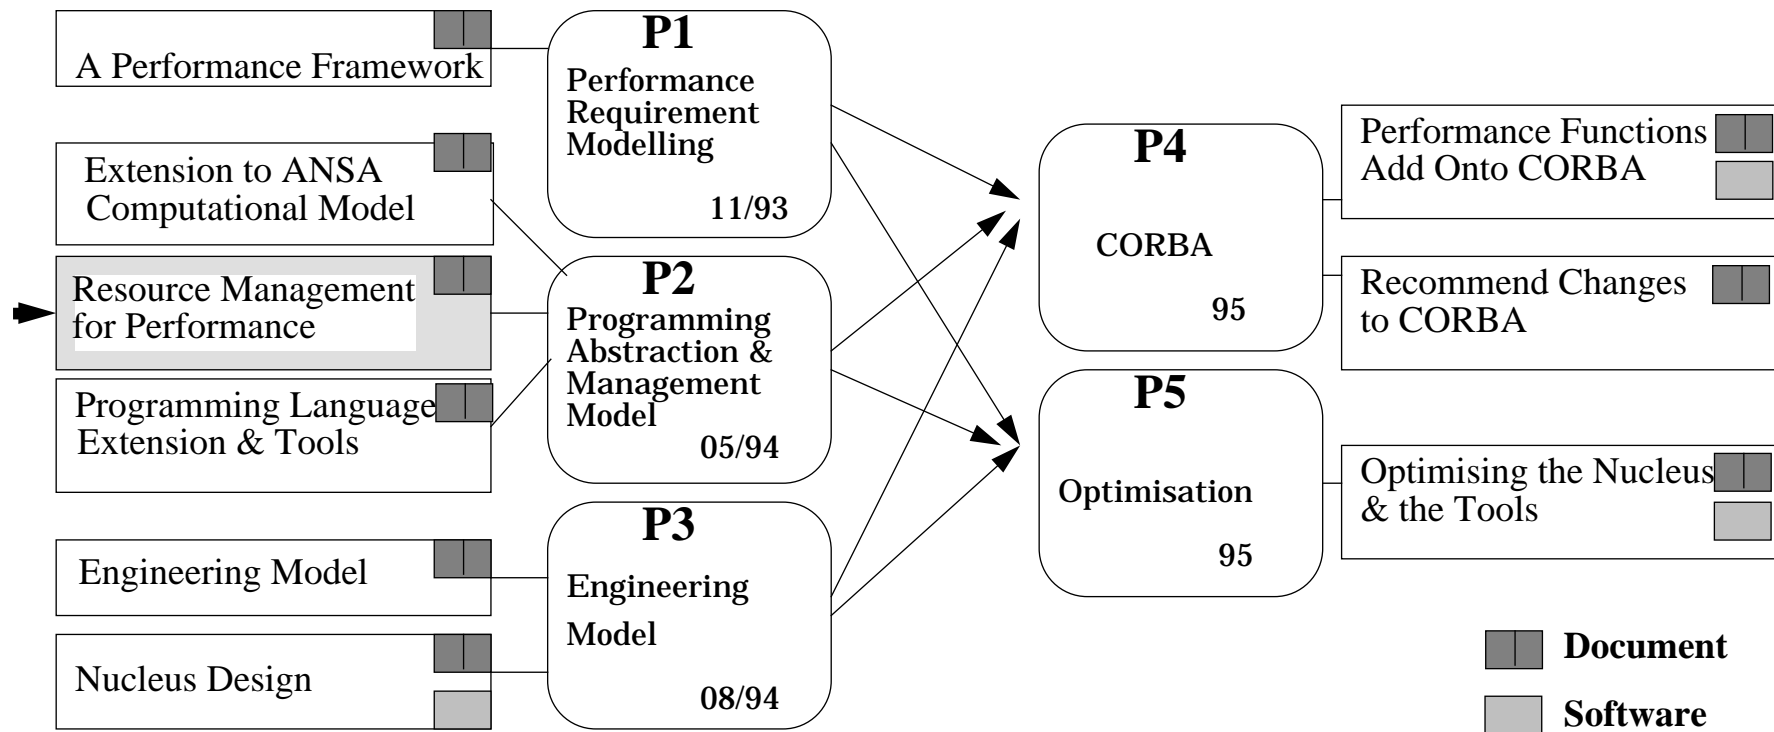 A Performance Framework
Extension to ANSA
Computational Model
Resource Management
for Performance
Programming Language
Extension & Tools
Engineering Model
Nucleus Design
P1
Performance
Requirement
Modelling
11/93
P2
Programming
Abstraction &
Management
Model
05/94
P3
Engineering
Model
08/94
P4
CORBA
95
P5
Optimisation
95
Performance Functions
Add Onto CORBA
Recommend Changes
to CORBA
Optimising the Nucleus
& the Tools
Document
Software